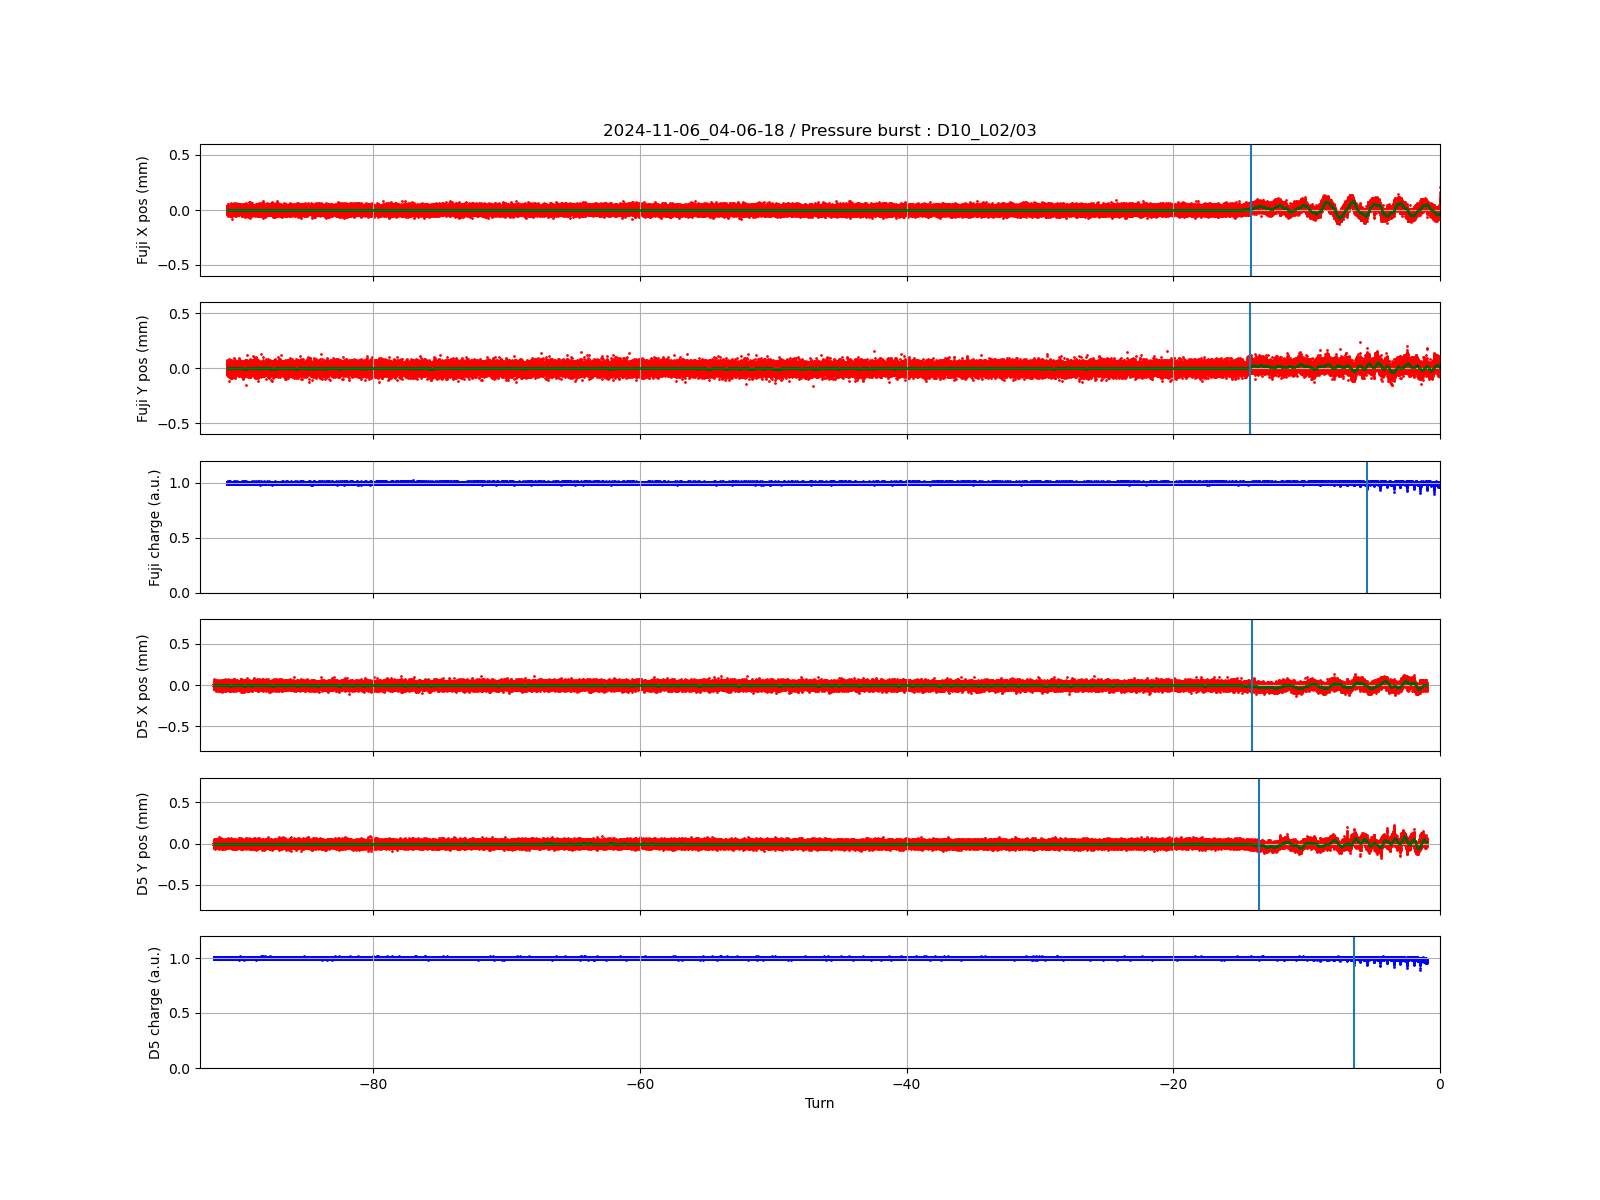 2024-11-06_04-06-18 / Pressure burst : D10_L02/03
Fuji X pos (mm)
0.5
0.0
−0.5
Fuji Y pos (mm)
0.5
0.0
−0.5
Fuji charge (a.u.)
1.0
0.5
0.0
D5 X pos (mm)
0.5
0.0
−0.5
D5 Y pos (mm)
0.5
0.0
−0.5
D5 charge (a.u.)
1.0
0.5
0.0
−80 −60 −40 −20 0
Turn